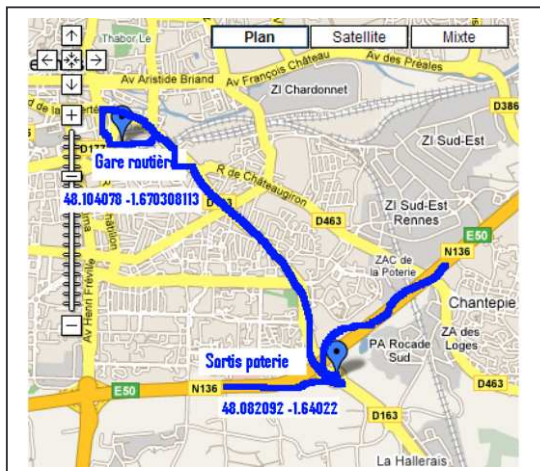 Thabor Le
Plan
Satellite
Mixte
Av Aristide Briand
Av François Château
Av des Préales
ZI Chardonnet
D386
D177
ZI Sud-Est
Gare routière
R de Châteaugiron
48.104078 -1.670308113
D463
ZI Sud-Est
Rennes
E50
N136
ZAC de
la Poterie
Av Henri Fréville
Chantepie
Sortis poterie
PA Rocade
Sud
ZA des
Loges
E50
N136
D463
48.082092 -1.64022
D163
La Hallerais